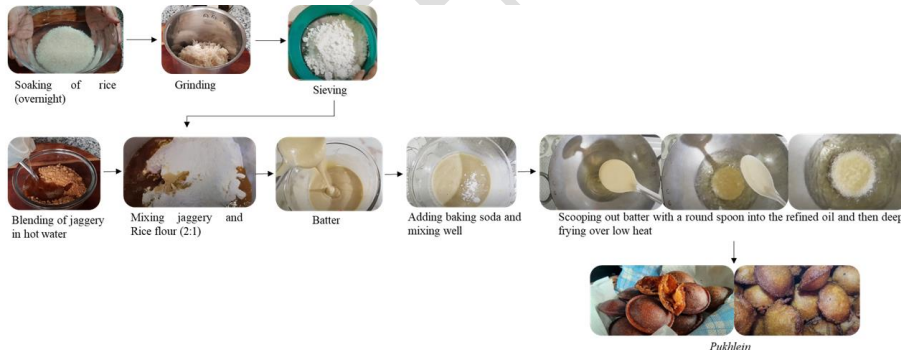 Soaking of rice
(overnight)
Grinding
Sieving
Blending of jaggery
in hot water
Mixing jaggery and
Rice flour (2:1)
Batter
Adding baking soda and
mixing well
Scooping out batter with a round spoon into the refined oil and then deep
frying over low heat
Pukhlein